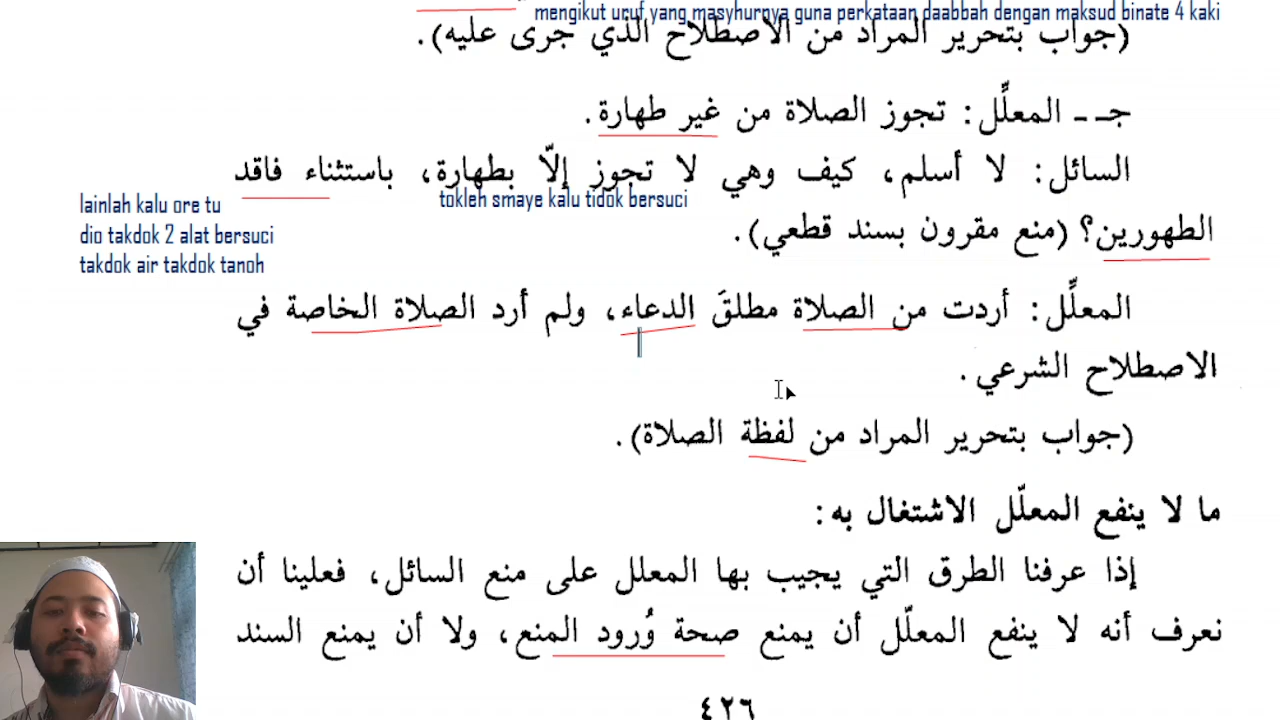 mengikut uruf yang masyhurnya guna perkataan daabbah dengan maksud binate 4 kaki
(جواب بتحرير المراد من الاصطلاح الذي جرى عليه).
جـ - المعلِّل: تجوز الصلاة من غير طهارة.
السائل: لا أسلم، كيف وهي لا تجوز إلّا بطهارة، باستثناء فاقد
tokleh smaye kalu tidok bersuci
الطهورين؟ (منع مقرون بسند قطعي).
lainlah kalu ore tu
dio takdok 2 alat bersuci
takdok air takdok tanoh
المعلِّل: أردت من الصلاة مطلقَ الدعاء، ولم أرد الصلاة الخاصة في
الاصطلاح الشرعي.
(جواب بتحرير المراد من لفظة الصلاة).
ما لا ينفع المعلّل الاشتغال به:
إذا عرفنا الطرق التي يجيب بها المعلل على منع السائل، فعلينا أن
نعرف أنه لا ينفع المعلّل أن يمنع صحة وُرود المنع، ولا أن يمنع السند
٤٢٦